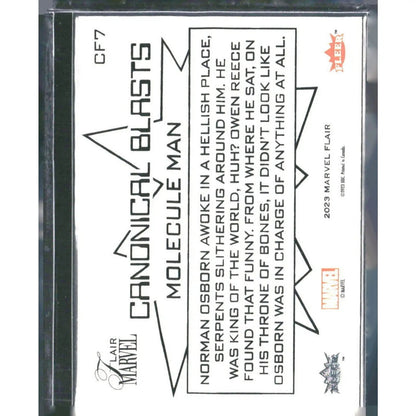 CF7
FLAIR
MARVEL
CANONICAL BLASTS
MOLECULE MAN
NORMAN OSBORN AWOKE IN A HELLISH PLACE,
SERPENTS SLITHERING AROUND HIM. HE
WAS KING OF THE WORLD, HUH? OWEN REECE
FOUND THAT FUNNY. FROM WHERE HE SAT, ON
HIS THRONE OF BONES, IT DIDN'T LOOK LIKE
OSBORN WAS IN CHARGE OF ANYTHING AT ALL.
FLEER
2023 MARVEL FLAIR
MARVEL
© MARVEL